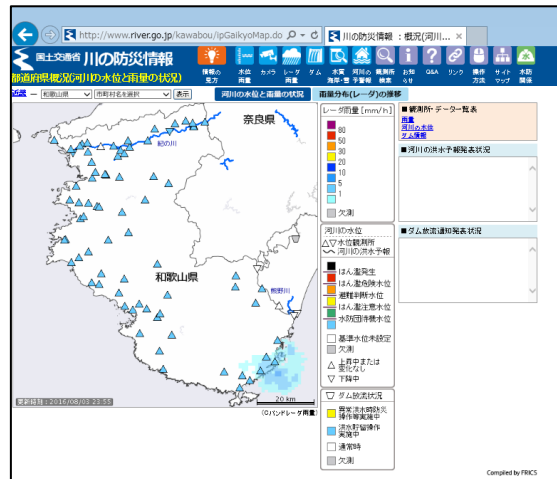 http://www.river.go.jp/kawabou/ipGaikyoMap.do
川の防災情報 ：概況(河川...
国土交通省 川の防災情報
情報の見方
水位雨量
カメラ
レーダ雨量
ダム
水質海岸・雪
河川の予警報
観測所検索
お知らせ
Q&A
リンク
操作方法
サイトマップ
水防関係
都道府県概況(河川の水位と雨量の状況)
近畿 － 和歌山県 市町村名を選択 表示
河川の水位と雨量の状況
雨量分布(レーダ)の推移
奈良県
紀の川
和歌山県
熊野川
更新時刻：2016/08/03 23:55
20 km
(Cバンドレーダ雨量)
レーダ雨量 [mm/h]
80
50
30
20
10
5
1
欠測
河川の水位
水位観測所
河川の洪水予報
はん濫発生
はん濫危険水位
避難判断水位
はん濫注意水位
水防団待機水位
基準水位未設定
欠測
上昇中または
変化なし
下降中
ダム放流状況
異常洪水時防災
操作等実施中
洪水貯留操作
実施中
通常時
欠測
■観測所・データ一覧表
雨量
河川の水位
ダム情報
■河川の洪水予報発表状況
■ダム放流通知発表状況
Compiled by FRICS